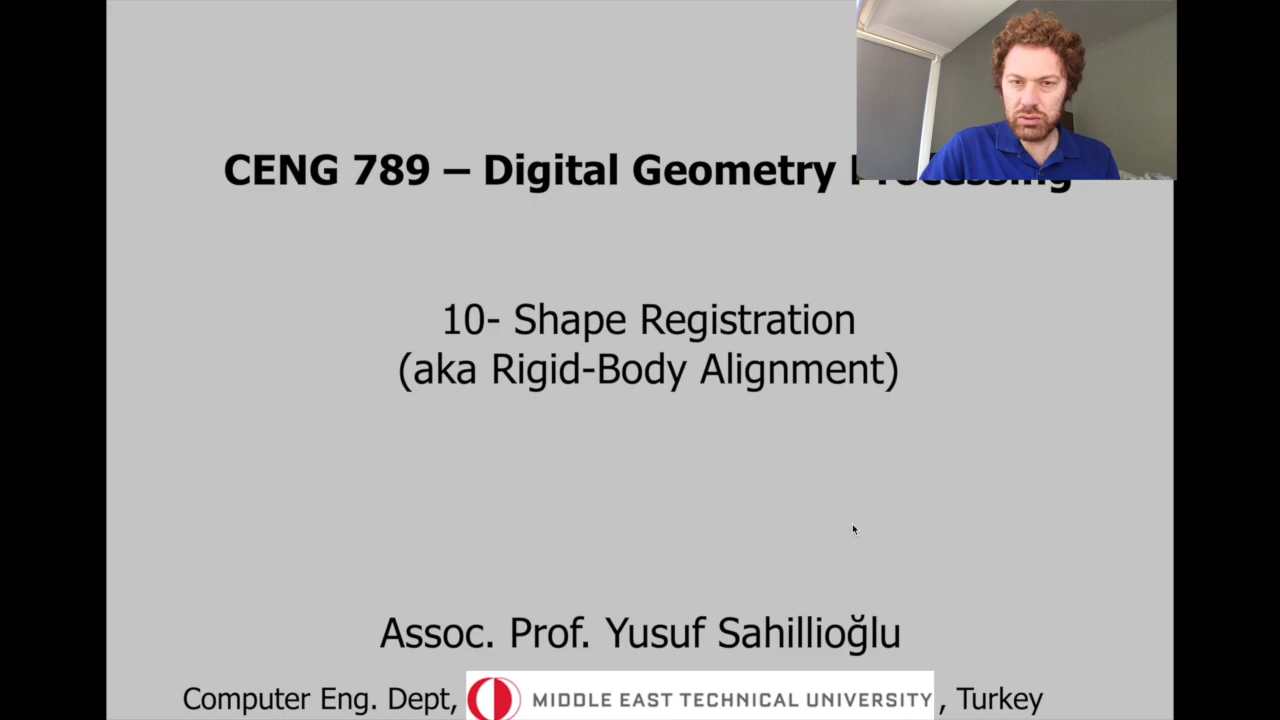 CENG 789 – Digital Geometry
10- Shape Registration
(aka Rigid-Body Alignment)
Assoc. Prof. Yusuf Sahillioğlu
Computer Eng. Dept, MIDDLE EAST TECHNICAL UNIVERSITY, Turkey